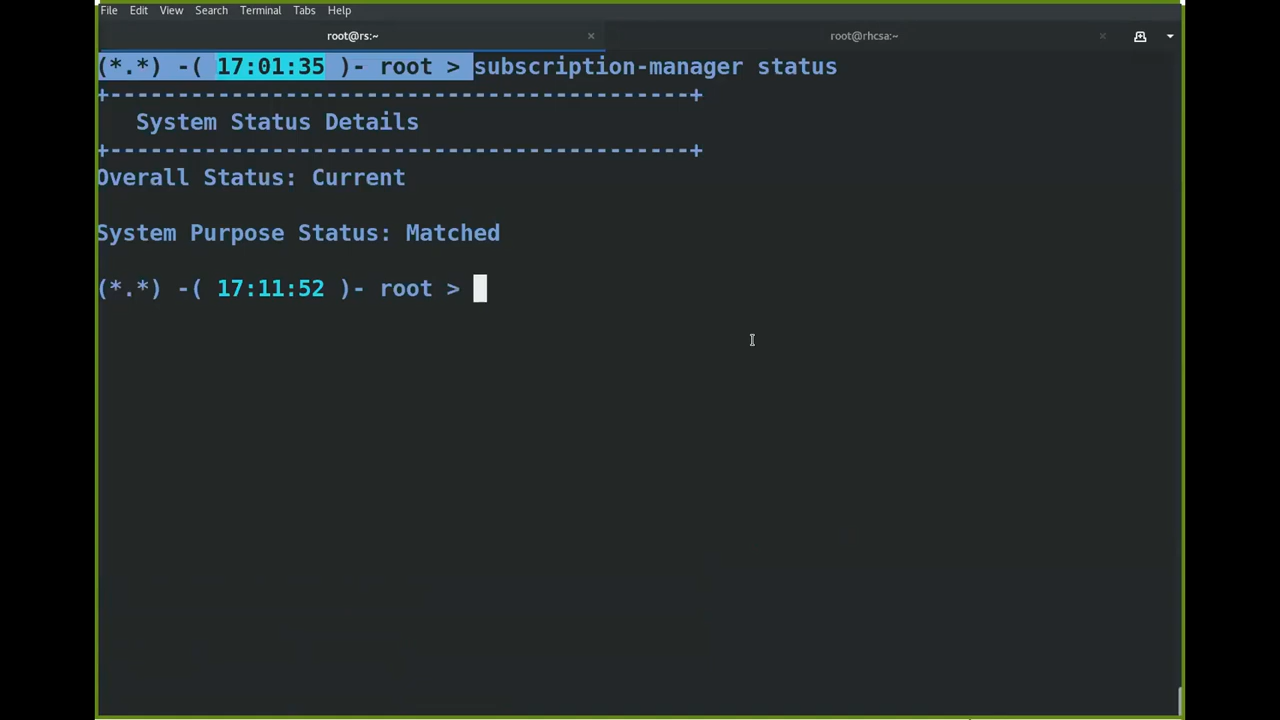 File Edit View Search Terminal Tabs Help
root@rs:~ × root@rhcsa:~ ×
(*.*) -( 17:01:35 )- root > subscription-manager status
+-------------------------------------------+
System Status Details
+-------------------------------------------+
Overall Status: Current
System Purpose Status: Matched
(*.*) -( 17:11:52 )- root >